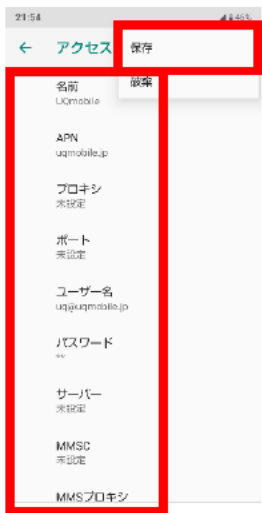 21:54
46%
アクセス
保存
破棄
名前
UQmobile
APN
uqmobile.jp
プロキシ
未設定
ポート
未設定
ユーザー名
uq@uqmobile.jp
パスワード
**
サーバー
未設定
MMSC
未設定
MMSプロキシ